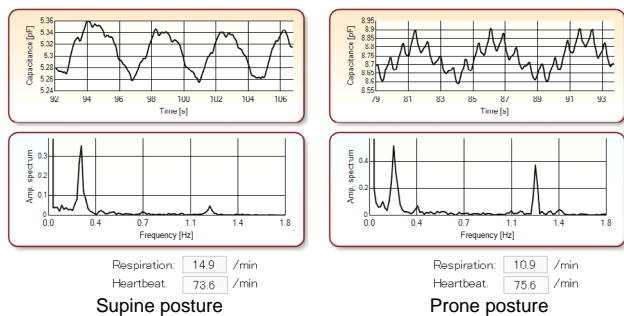 5.36
5.34
5.32
5.3
5.28
5.26
5.24
Capacitance [pF]
92 94 96 98 100 102 104 106
Time [s]
8.95
8.9
8.8
8.8
8.75
8.7
8.65
8.6
8.55
Capacitance [pF]
79 81 83 85 87 89 91 93
Time [s]
0.3
0.2
0.1
0
Amp. spectrum
0.0 0.4 0.7 1.1 1.4 1.8
Frequency [Hz]
0.4
0.2
0
Amp. spectrum
0.0 0.4 0.7 1.1 1.4 1.8
Frequency [Hz]
Respiration: 14.9 /min
Heartbeat. 73.6 /min
Supine posture
Respiration: 10.9 /min
Heartbeat. 75.6 /min
Prone posture